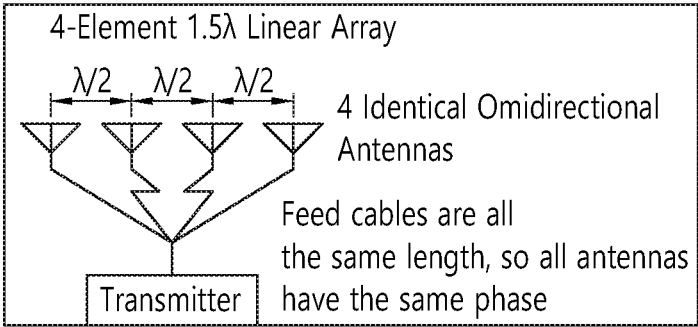 4-Element 1.5λ Linear Array
λ/2 λ/2 λ/2
4 Identical Omidirectional
Antennas
Feed cables are all
the same length, so all antennas
have the same phase
Transmitter